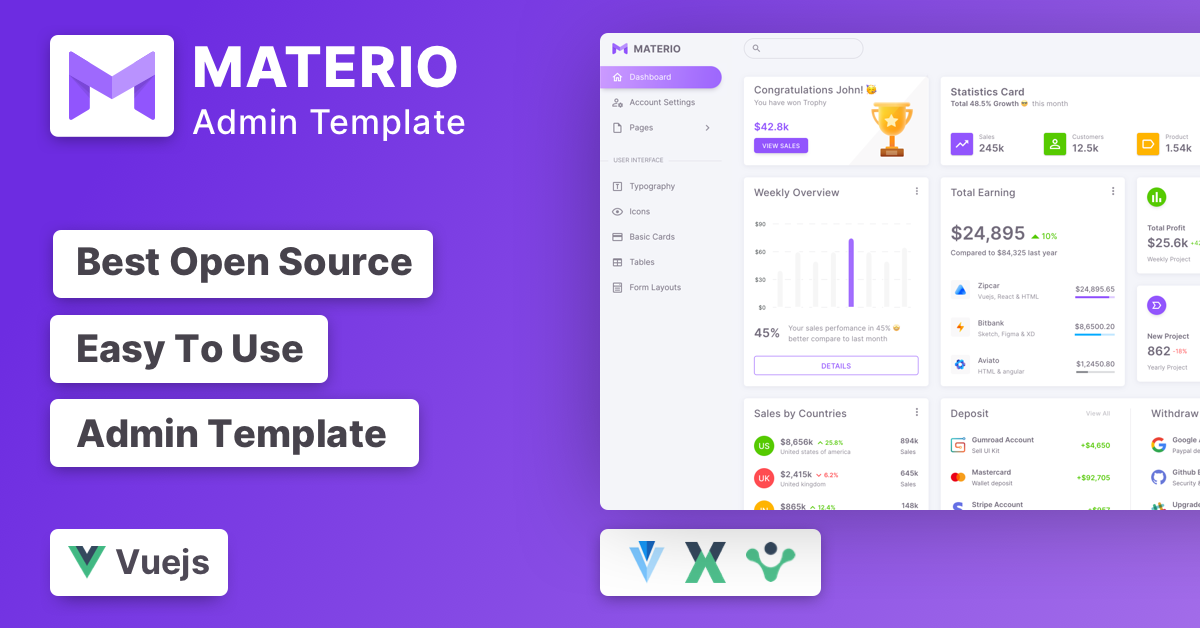 MATERIO
Admin Template
Best Open Source
Easy To Use
Admin Template
Vuejs
MATERIO
Dashboard
Account Settings
Pages
USER INTERFACE
Typography
Icons
Basic Cards
Tables
Form Layouts
Congratulations John! 🥳
You have won Trophy
$42.8k
VIEW SALES
Statistics Card
Total 48.5% Growth 😎 this month
Sales
245k
Customers
12.5k
Product
1.54k
Weekly Overview
$90
$60
$30
$0
45%
Your sales perfomance in 45% 🤩
better compare to last month
DETAILS
Total Earning
$24,895 10%
Compared to $84,325 last year
Zipcar
Vuejs, React & HTML
$24,895.65
Bitbank
Sketch, Figma & XD
$8,6500.20
Aviato
HTML & angular
$1,2450.80
Total Profit
$25.6k
Weekly Project
New Project
862 -18%
Yearly Project
Sales by Countries
US
$8,656k 25.8%
United states of america
894k
Sales
UK
$2,415k 6.2%
United kingdom
645k
Sales
$865k 12.4%
148k
Deposit
View All
Gumroad Account
Sell UI Kit
+$4,650
Mastercard
Wallet deposit
+$92,705
Stripe Account
Withdraw
Google
Paypal de
Github
Security &
Upgrade